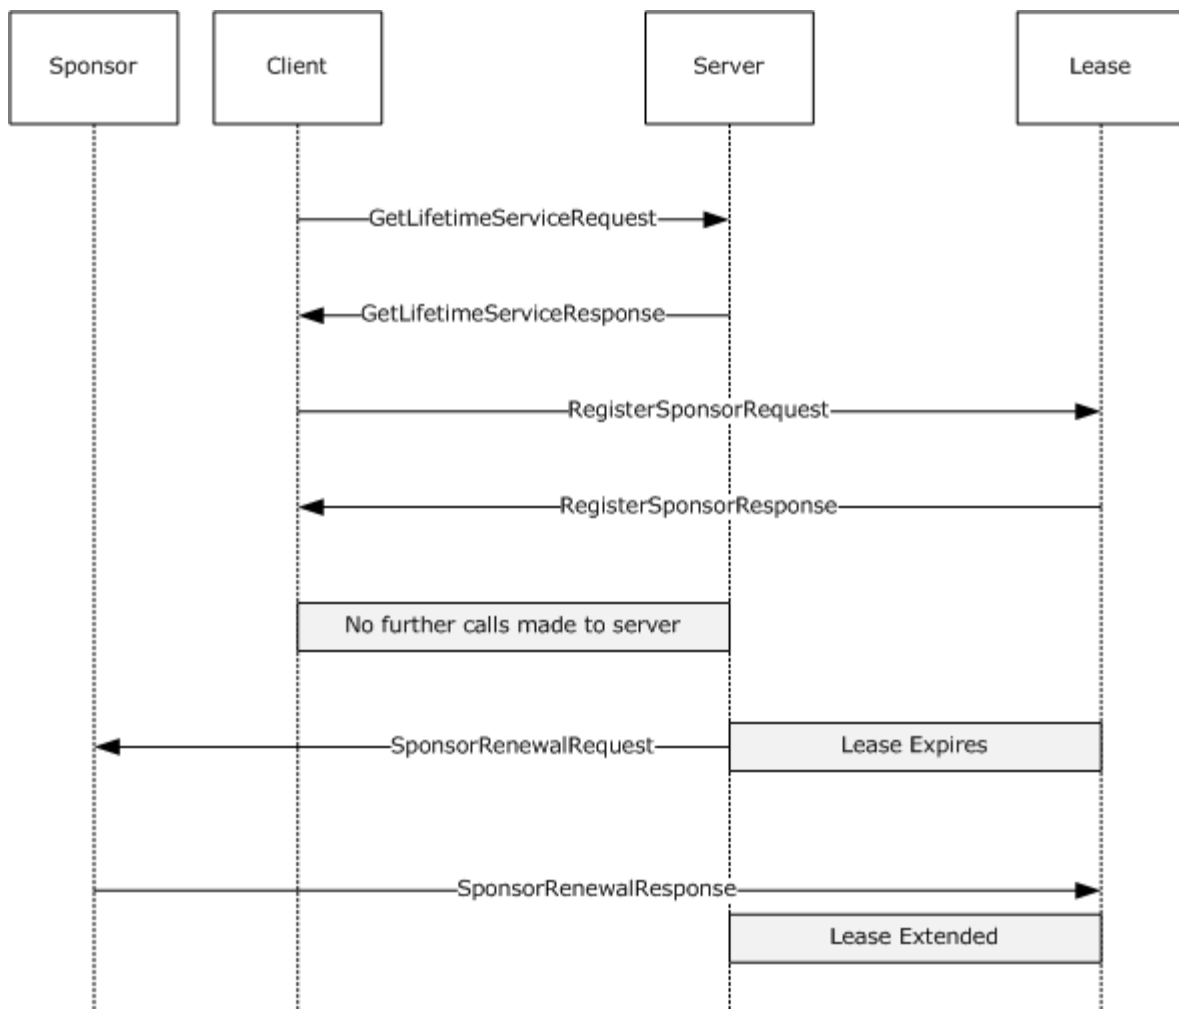 Sponsor
Client
Server
Lease
GetLifetimeServiceRequest
GetLifetimeServiceResponse
RegisterSponsorRequest
RegisterSponsorResponse
No further calls made to server
SponsorRenewalRequest
Lease Expires
SponsorRenewalResponse
Lease Extended